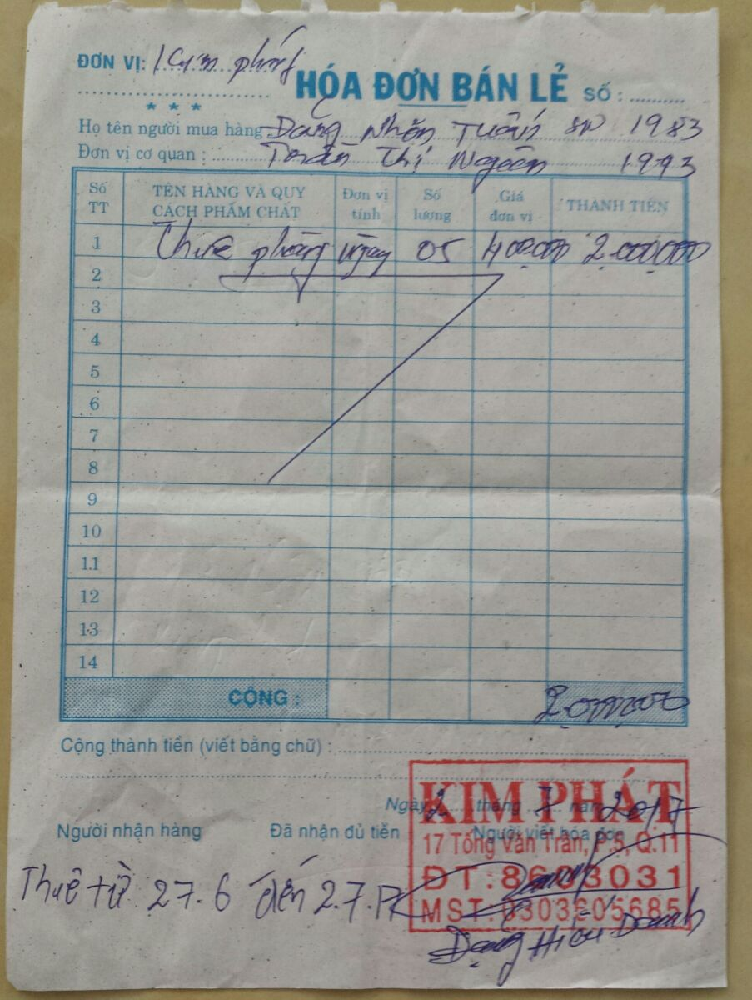 ĐƠN VỊ: Kim phát
HÓA ĐƠN BÁN LẺ SỐ:
★ ★ ★
Họ tên người mua hàng Đặng Nhân Tuấn SN 1983
Đơn vị cơ quan : Trần Thị 1993
Số TT TÊN HÀNG VÀ QUY CÁCH PHẨM CHẤT Đơn vị tính Số lượng Giá đơn vị THÀNH TIỀN
1 Thuê phòng ngày 05 400.000 2.000.000
2
3
4
5
6
7
8
9
10
11
12
13
14
CỘNG : 2.000.000
Cộng thành tiền (viết bằng chữ) :
KIM PHÁT
Ngày 2 tháng 7 năm 2017
Người nhận hàng Đã nhận đủ tiền Người viết hóa đơn
17 Tống Văn Trân, P.5, Q.11
ĐT: 8603031
MST: 0303605685
Thuê từ 27.6 đến 2.7.17
Đặng Hiếu Danh